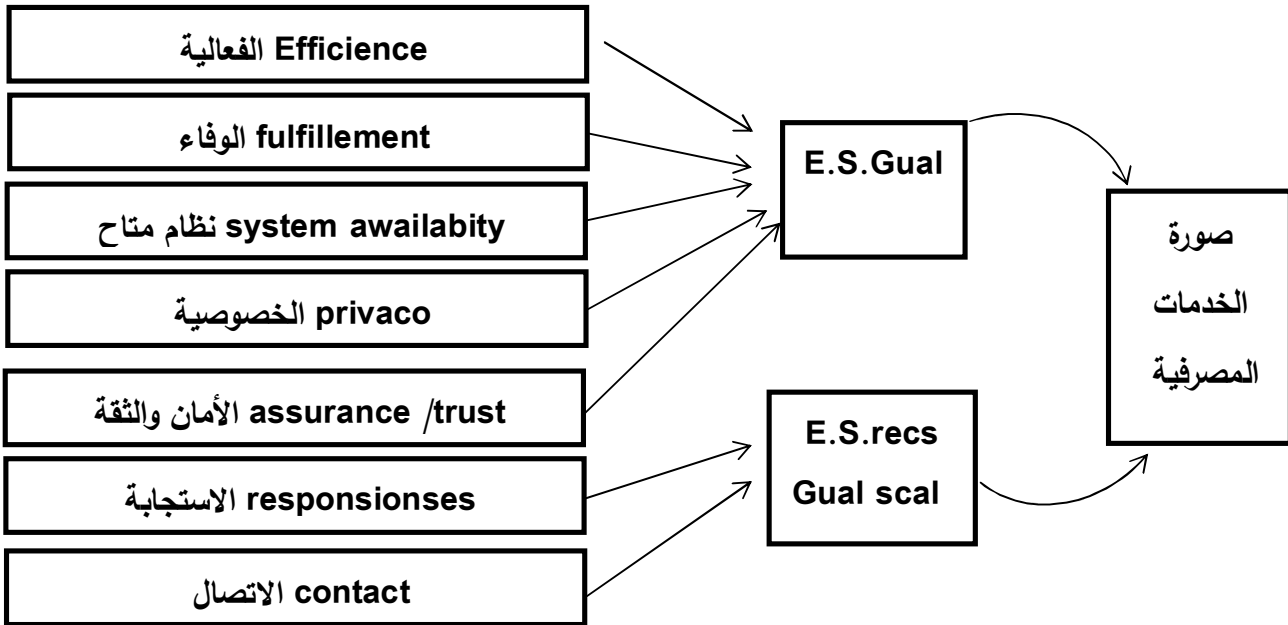 الفعالية Efficience
الوفاء fulfillement
نظام متاح system awailabity
الخصوصية privaco
الأمان والثقة assurance /trust
الاستجابة responsionses
الاتصال contact
E.S.Gual
E.S.recs
Gual scal
صورة
الخدمات
المصرفية